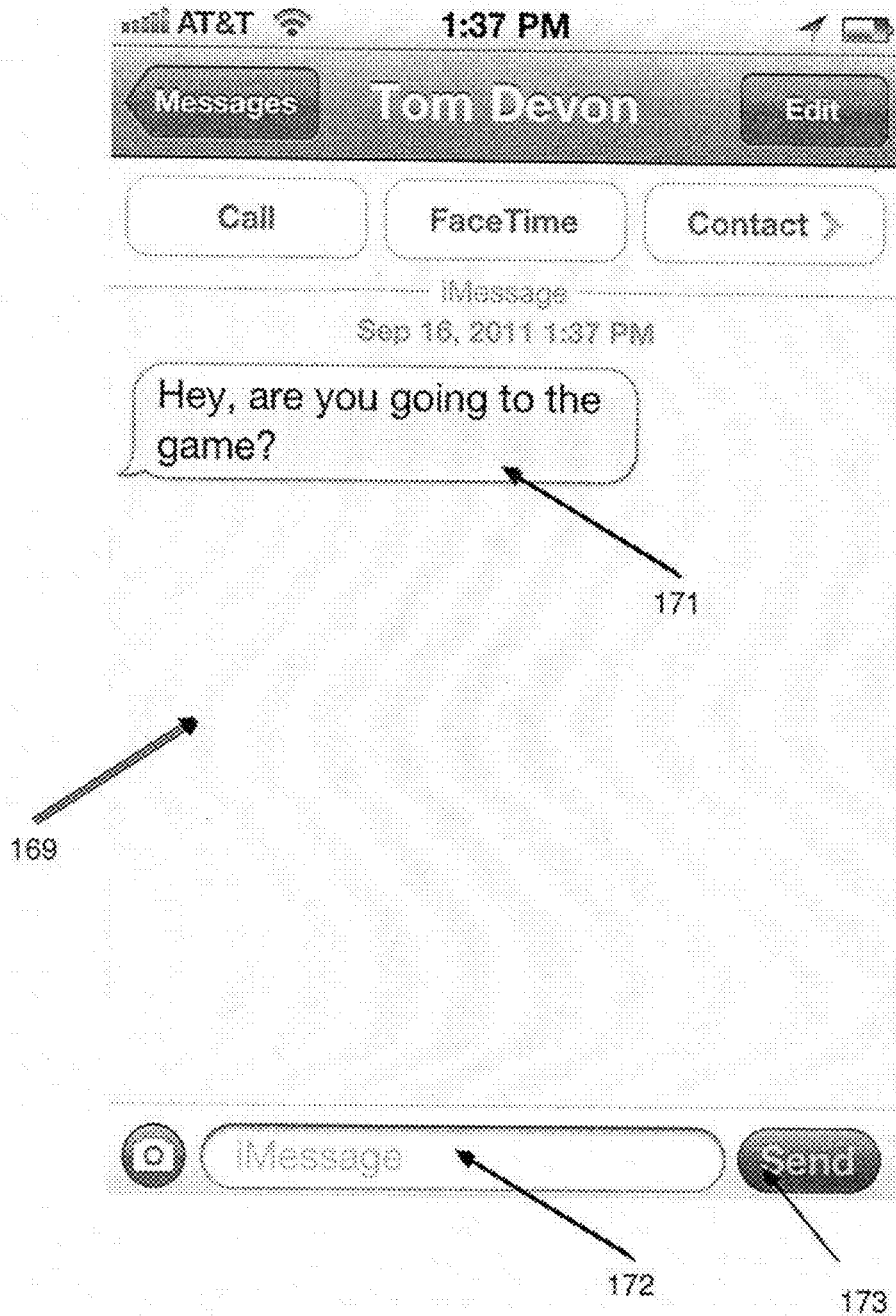 AT&T 1:37 PM
Messages Tom Devon Edit
Call FaceTime Contact >
iMessage
Sep 16, 2011 1:37 PM
Hey, are you going to the
game?
171
169
iMessage Send
172
173